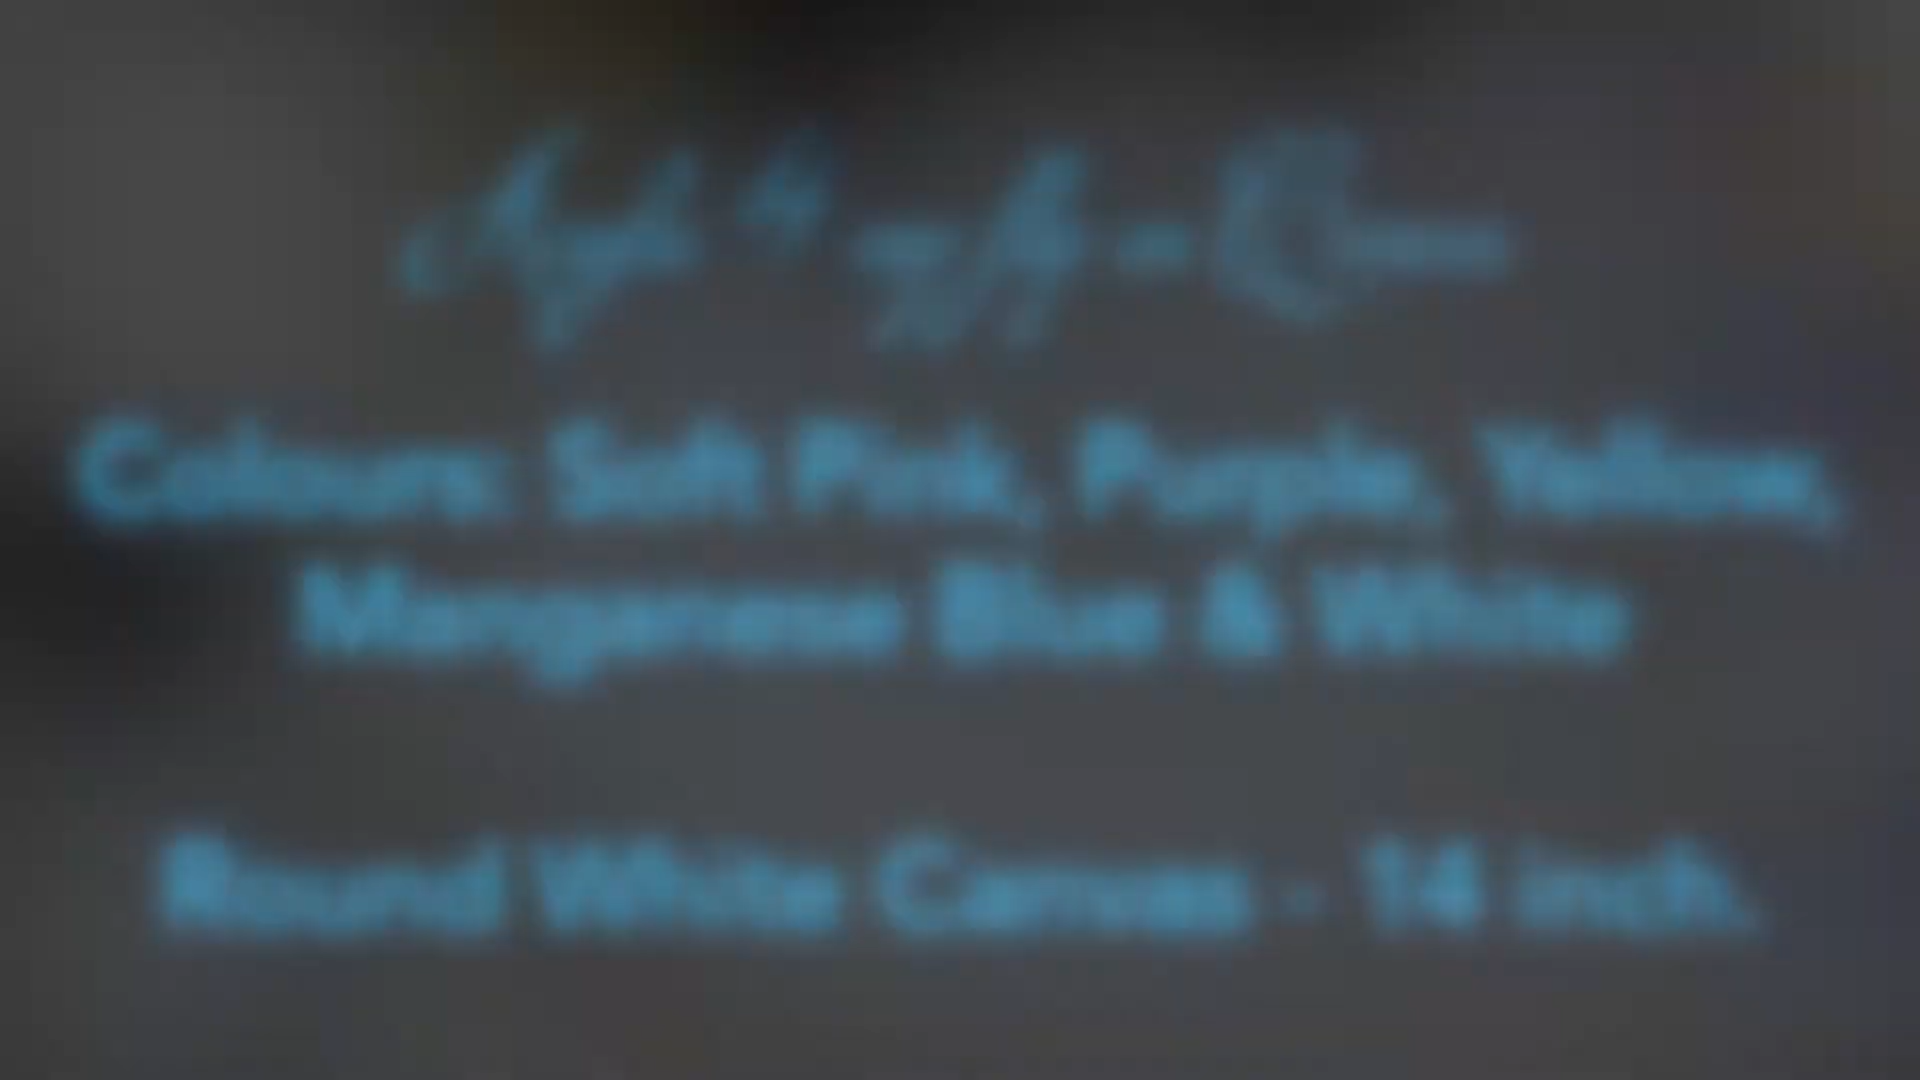 Colours: Soft Pink, Purple, Yellow,
Manganese Blue & White
Round White Canvas - 14 inch.